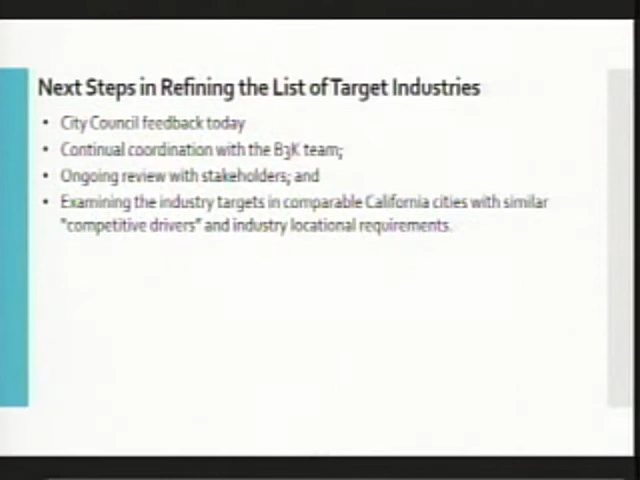 Next Steps in Refining the List of Target Industries
• City Council feedback today
• Continual coordination with the B3K team;
• Ongoing review with stakeholders; and
• Examining the industry targets in comparable California cities with similar
"competitive drivers" and industry locational requirements.